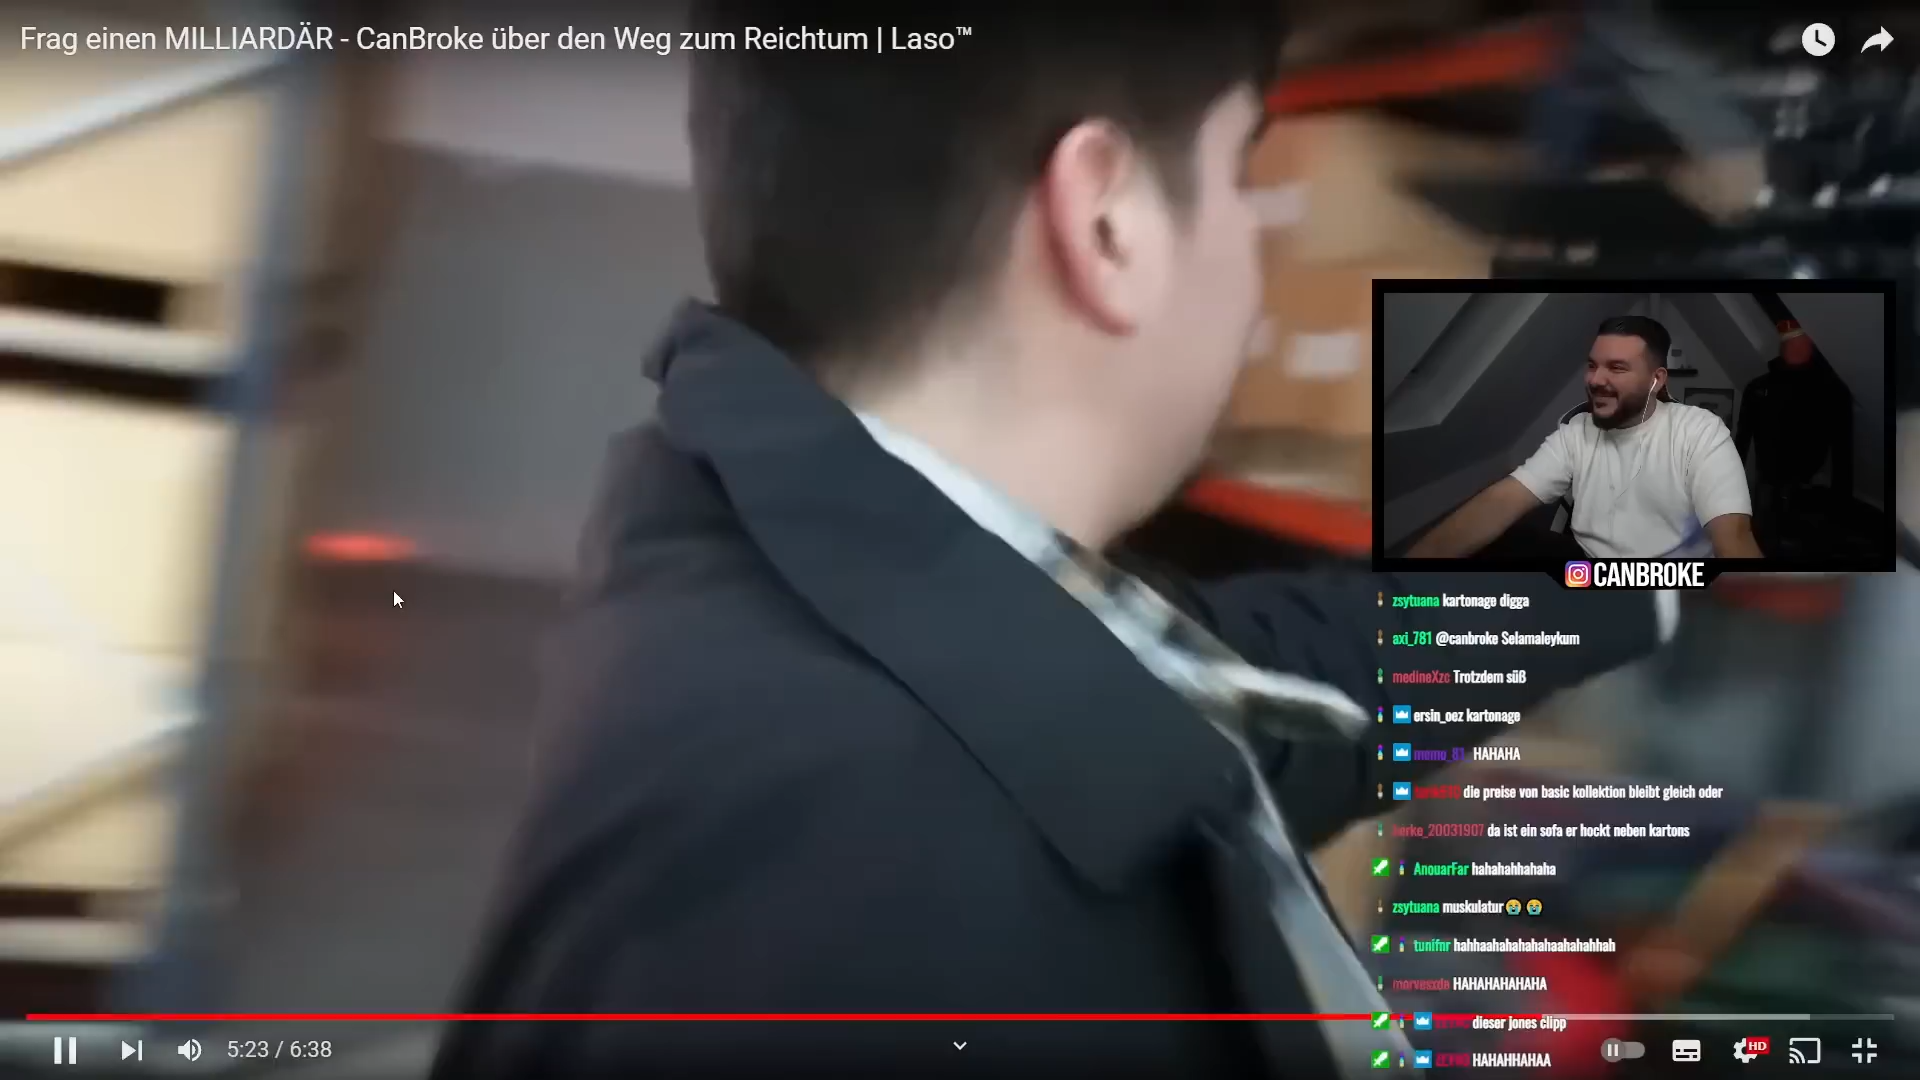 Frag einen MILLIARDÄR - CanBroke über den Weg zum Reichtum | Laso™
CANBROKE
zsytuana kartonage digga
axi_781 @canbroke Selamaleykum
medineXzc Trotzdem süß
ersin_oez kartonage
memo_81 HAHAHA
die preise von basic kollektion bleibt gleich oder
berke_20031907 da ist ein sofa er hockt neben kartons
AnouarFar hahahahhahaha
zsytuana muskulatur😭 😭
tunifnr hahhaahahahahahaahahahhah
HAHAHAHAHAHA
dieser jones clipp
HAHAHHAHAA
5:23 / 6:38
HD